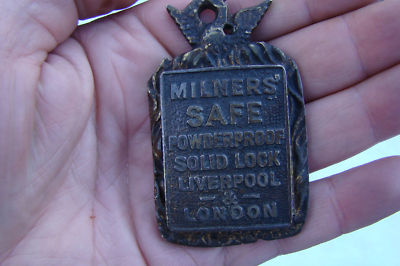 MILNERS'
SAFE
POWDERPROOF
SOLID LOCK
LIVERPOOL
&
LONDON